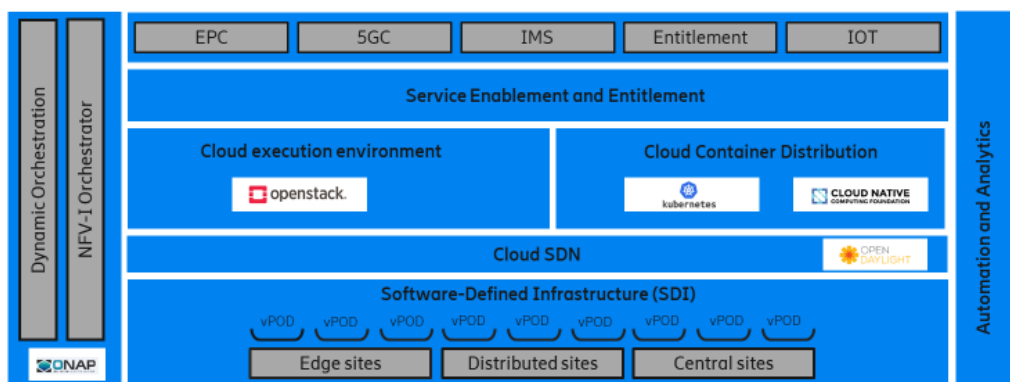 Dynamic Orchestration
NFV-I Orchestrator
ONAP
EPC
5GC
IMS
Entitlement
IOT
Service Enablement and Entitlement
Cloud execution environment
openstack.
Cloud Container Distribution
kubernetes
CLOUD NATIVE
COMPUTING FOUNDATION
Cloud SDN
OPEN
DAYLIGHT
Software-Defined Infrastructure (SDI)
vPOD vPOD vPOD vPOD vPOD vPOD vPOD vPOD vPOD
Edge sites
Distributed sites
Central sites
Automation and Analytics